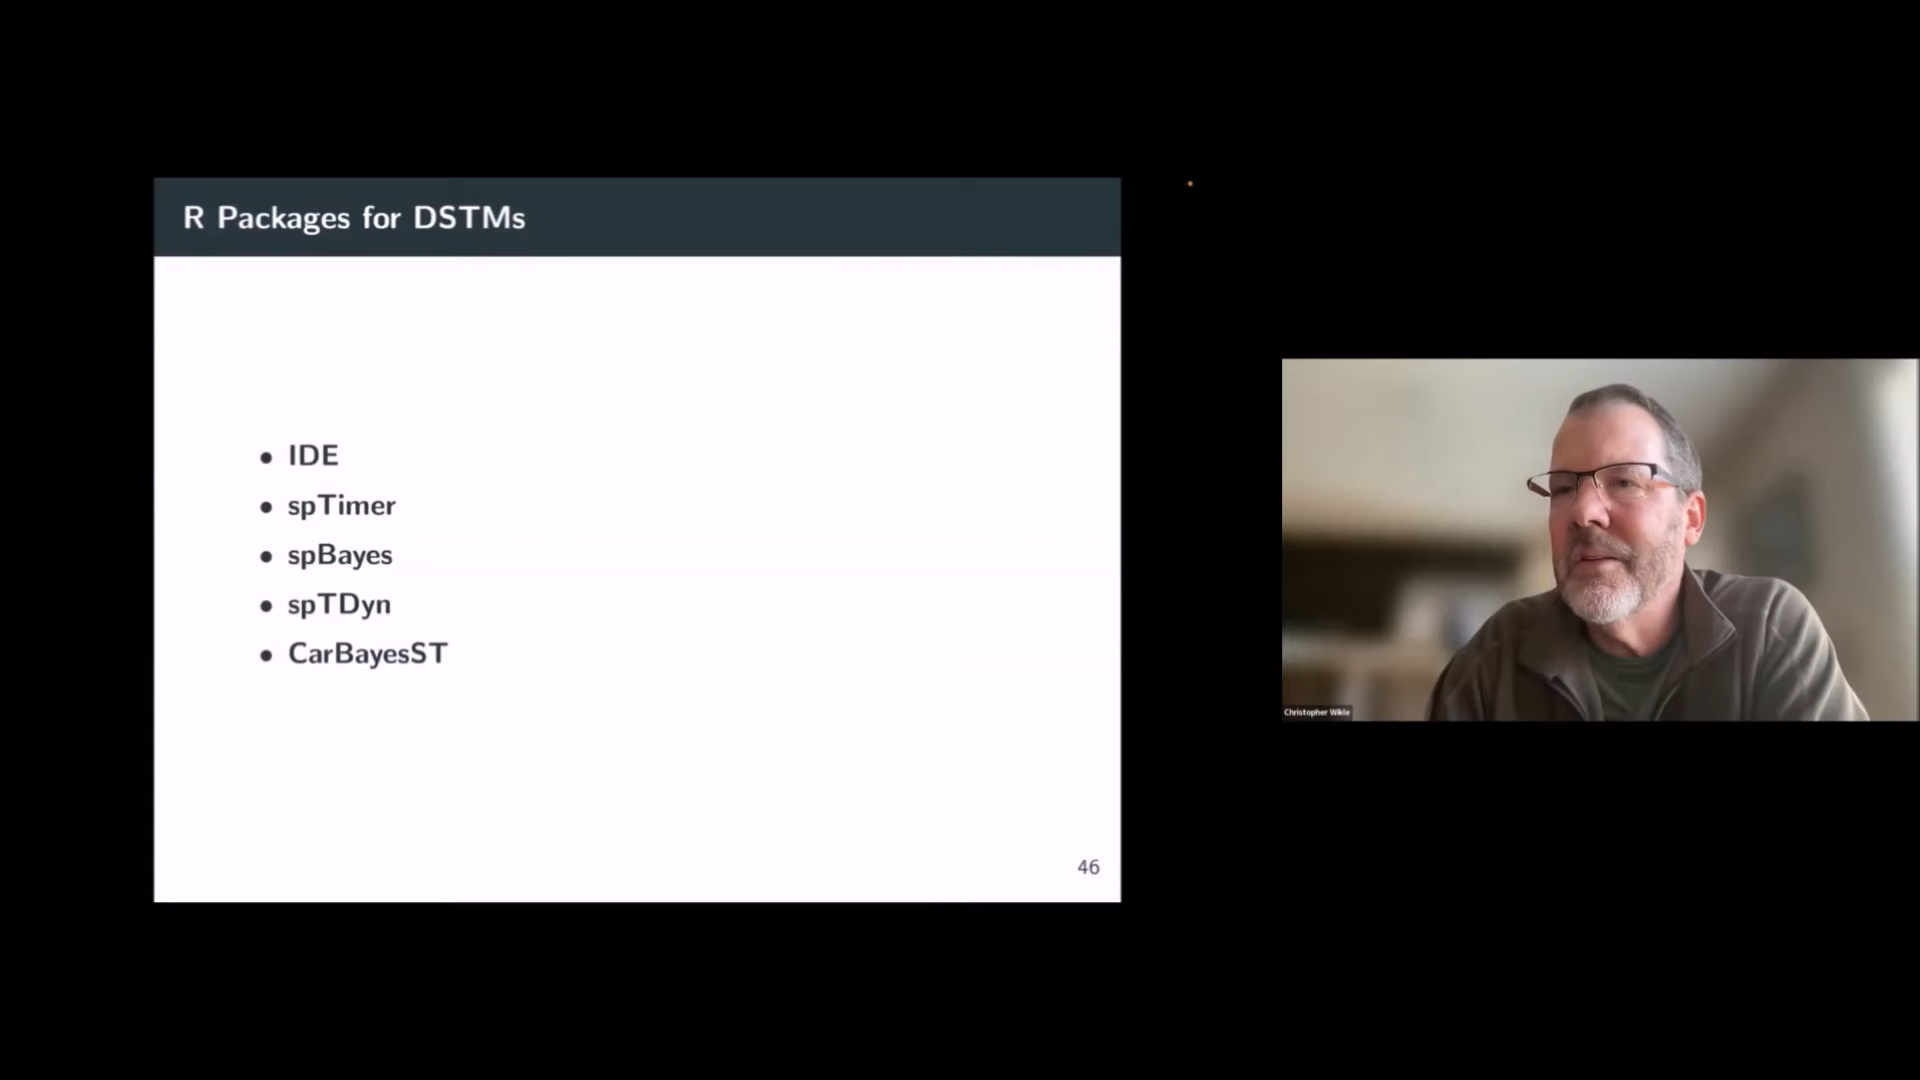 R Packages for DSTMs
• IDE
• spTimer
• spBayes
• spTDyn
• CarBayesST
46
Christopher Wikle